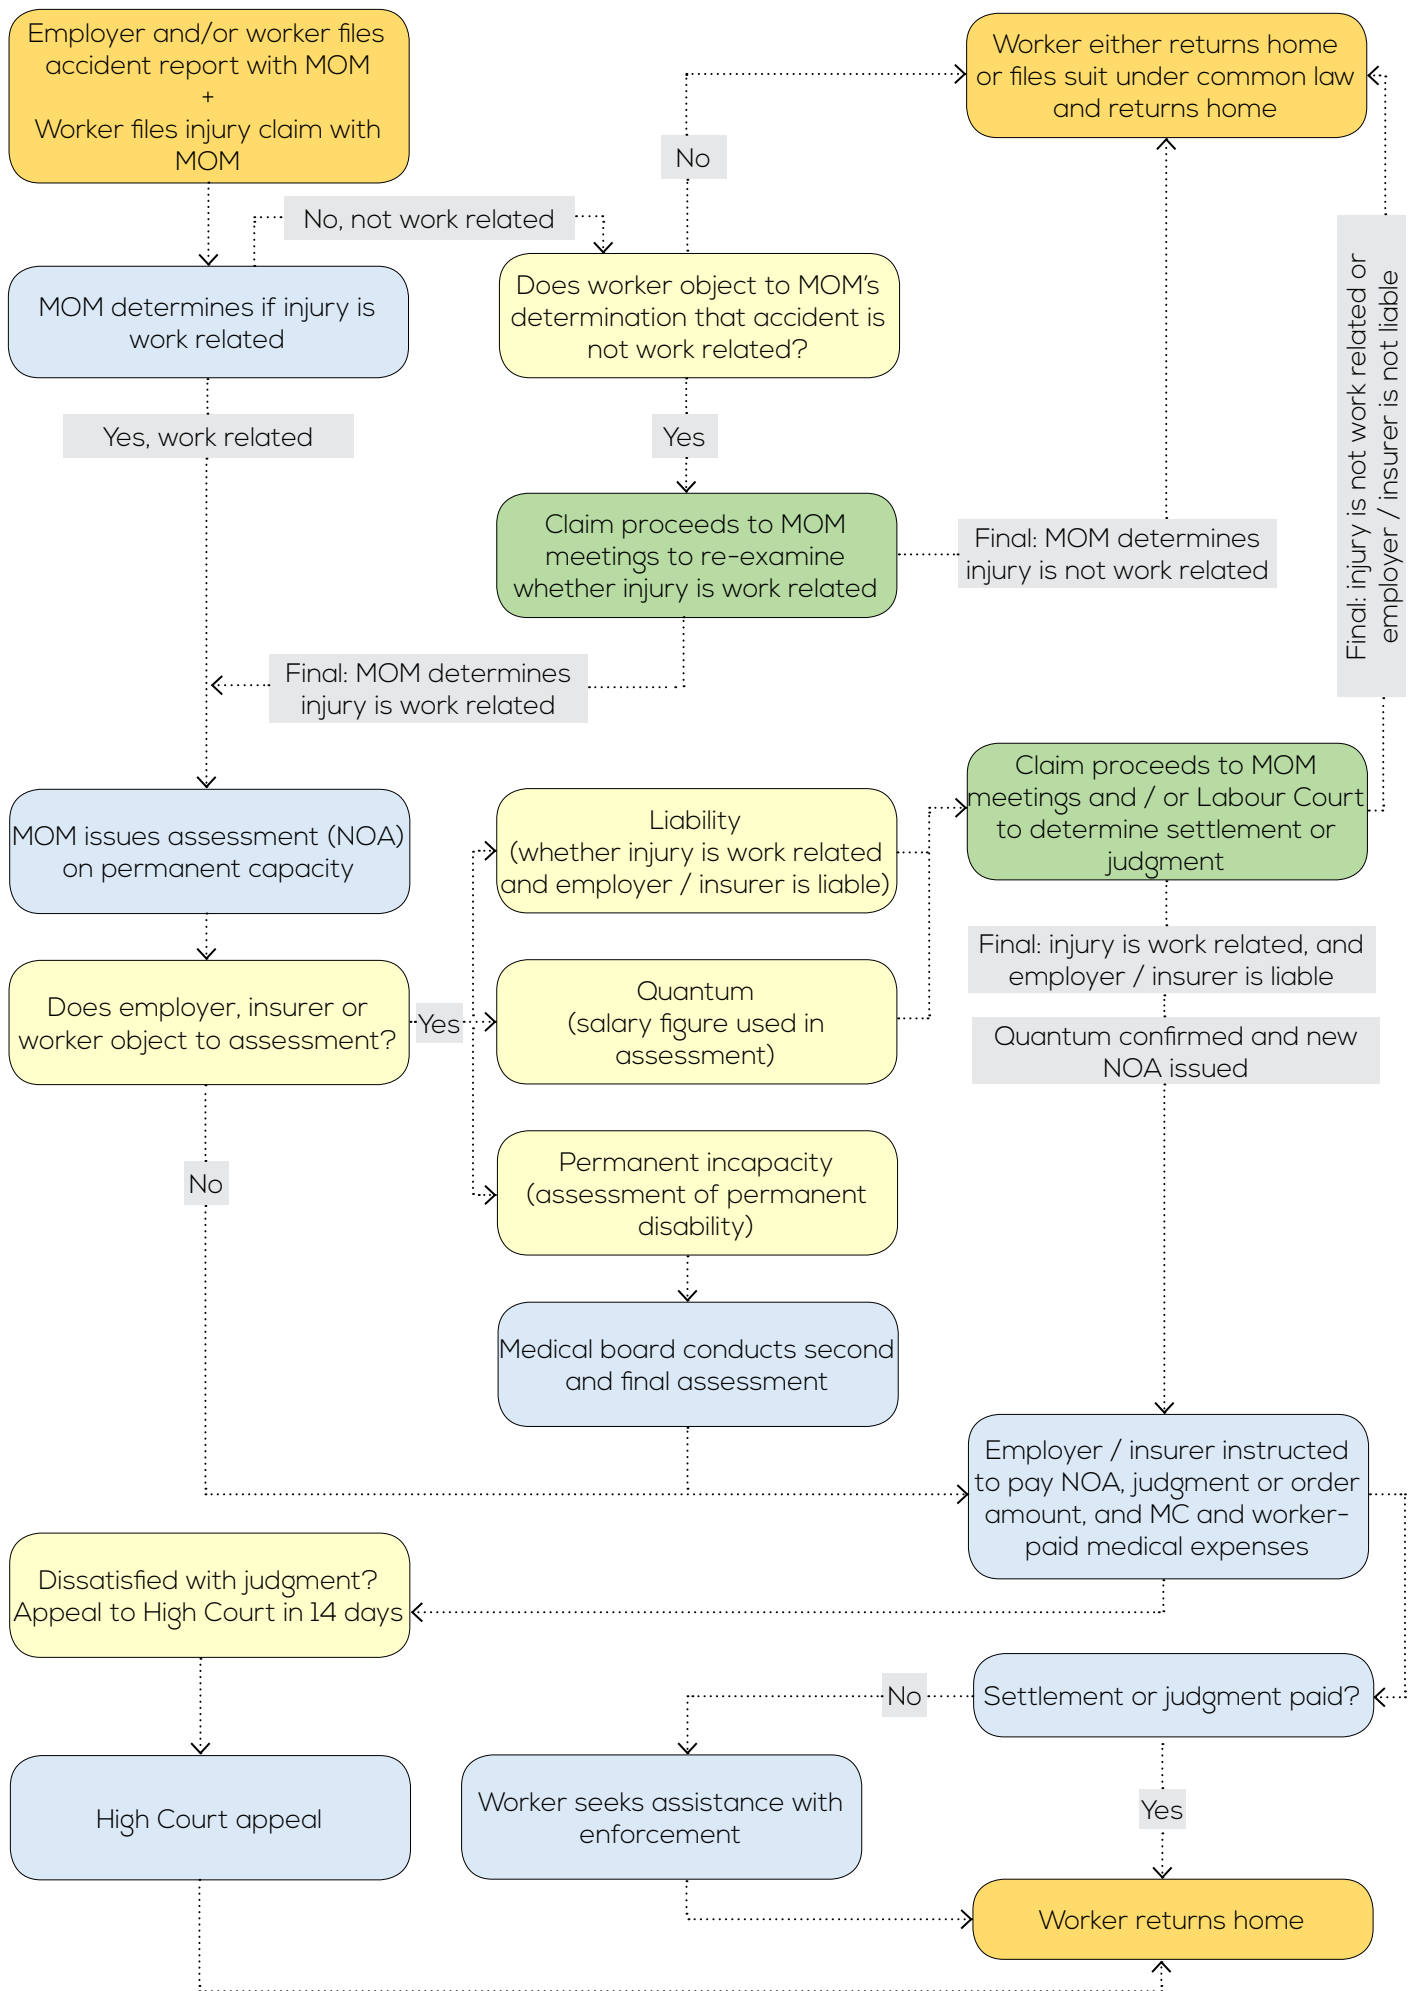 Employer and/or worker files
accident report with MOM
+
Worker files injury claim with
MOM
Worker either returns home
or files suit under common law
and returns home
No
No, not work related
MOM determines if injury is
work related
Does worker object to MOM's
determination that accident is
not work related?
Final: injury is not work related or
employer / insurer is not liable
Yes, work related
Yes
Claim proceeds to MOM
meetings to re-examine
whether injury is work related
Final: MOM determines
injury is not work related
Final: MOM determines
injury is work related
MOM issues assessment (NOA)
on permanent capacity
Liability
(whether injury is work related
and employer / insurer is liable)
Claim proceeds to MOM
meetings and / or Labour Court
to determine settlement or
judgment
Final: injury is work related, and
employer / insurer is liable
Does employer, insurer or
worker object to assessment?
Yes
Quantum
(salary figure used in
assessment)
Quantum confirmed and new
NOA issued
No
Permanent incapacity
(assessment of permanent
disability)
Medical board conducts second
and final assessment
Employer / insurer instructed
to pay NOA, judgment or order
amount, and MC and worker-
paid medical expenses
Dissatisfied with judgment?
Appeal to High Court in 14 days
No
Settlement or judgment paid?
Yes
High Court appeal
Worker seeks assistance with
enforcement
Worker returns home